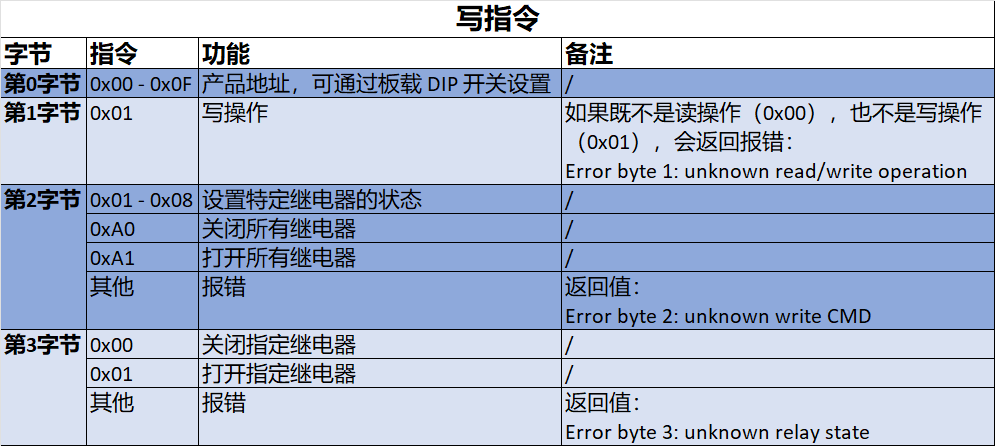 写指令
字节 指令 功能 备注
第0字节 0x00 - 0x0F 产品地址，可通过板载 DIP 开关设置 /
第1字节 0x01 写操作 如果既不是读操作（0x00），也不是写操作
（0x01），会返回报错：
Error byte 1: unknown read/write operation
第2字节 0x01 - 0x08 设置特定继电器的状态 /
0xA0 关闭所有继电器 /
0xA1 打开所有继电器 /
其他 报错 返回值：
Error byte 2: unknown write CMD
第3字节 0x00 关闭指定继电器 /
0x01 打开指定继电器 /
其他 报错 返回值：
Error byte 3: unknown relay state